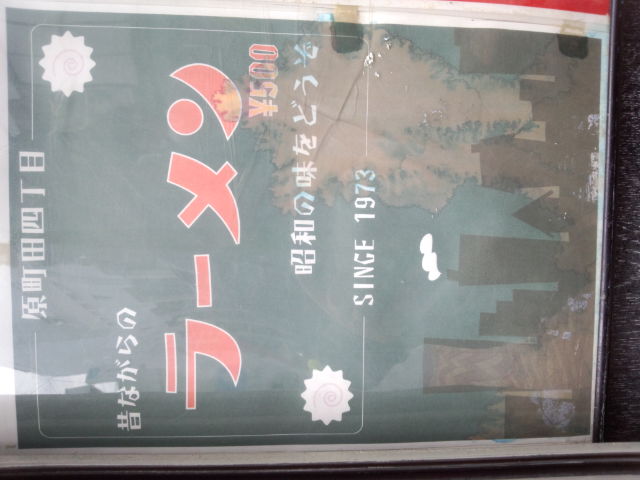 原町田四丁目
昔ながらの
ラーメン
¥500
昭和の味をどうぞ
SINCE 1973